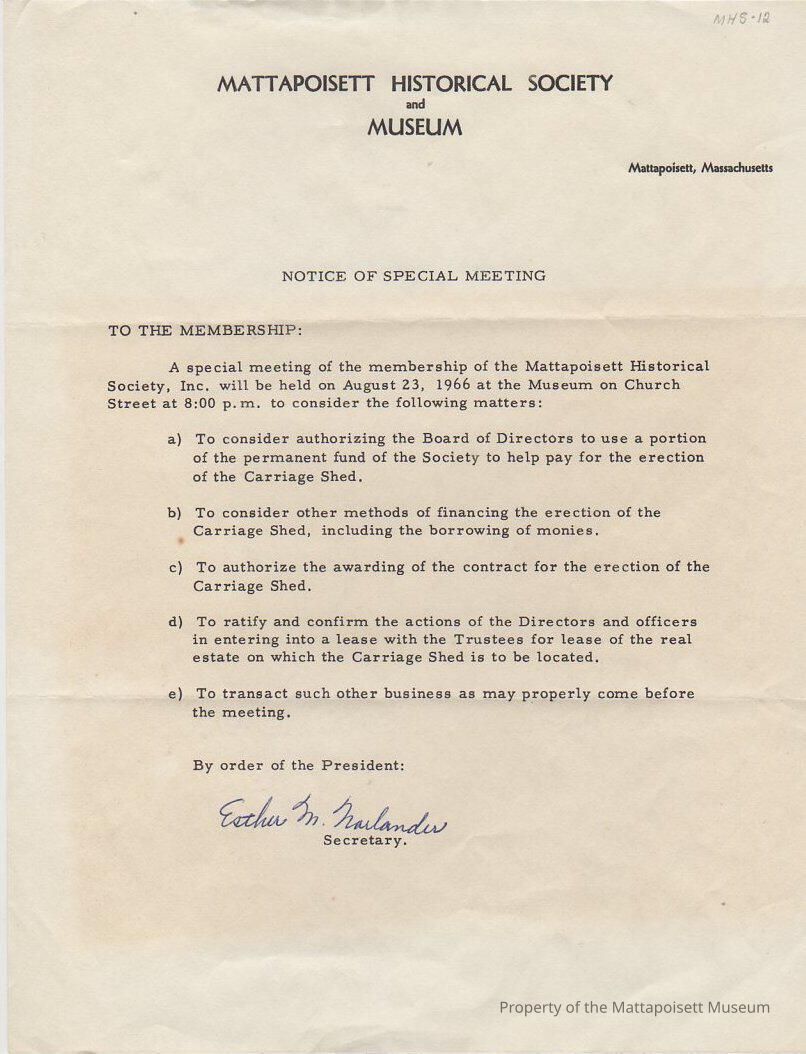 MHS-12
MATTAPOISETT HISTORICAL SOCIETY
and
MUSEUM
Mattapoisett, Massachusetts
NOTICE OF SPECIAL MEETING
TO THE MEMBERSHIP:
A special meeting of the membership of the Mattapoisett Historical
Society, Inc. will be held on August 23, 1966 at the Museum on Church
Street at 8:00 p.m. to consider the following matters:
a) To consider authorizing the Board of Directors to use a portion
of the permanent fund of the Society to help pay for the erection
of the Carriage Shed.
b) To consider other methods of financing the erection of the
Carriage Shed, including the borrowing of monies.
c) To authorize the awarding of the contract for the erection of the
Carriage Shed.
d) To ratify and confirm the actions of the Directors and officers
in entering into a lease with the Trustees for lease of the real
estate on which the Carriage Shed is to be located.
e) To transact such other business as may properly come before
the meeting.
By order of the President:
Esther M.
Secretary.
Property of the Mattapoisett Museum